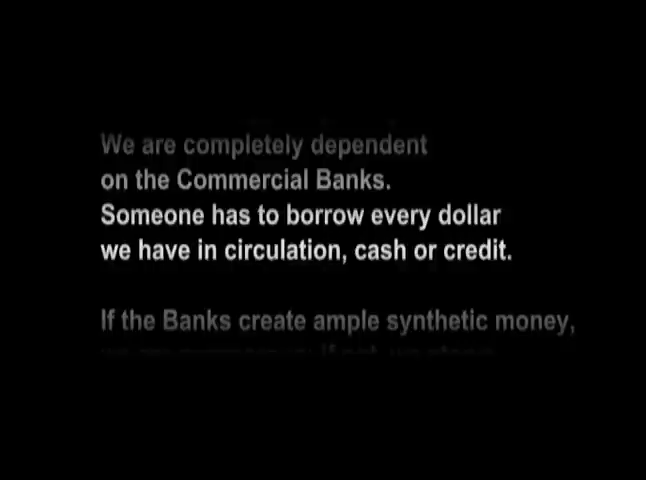 We are completely dependent
on the Commercial Banks.
Someone has to borrow every dollar
we have in circulation, cash or credit.
If the Banks create ample synthetic money,